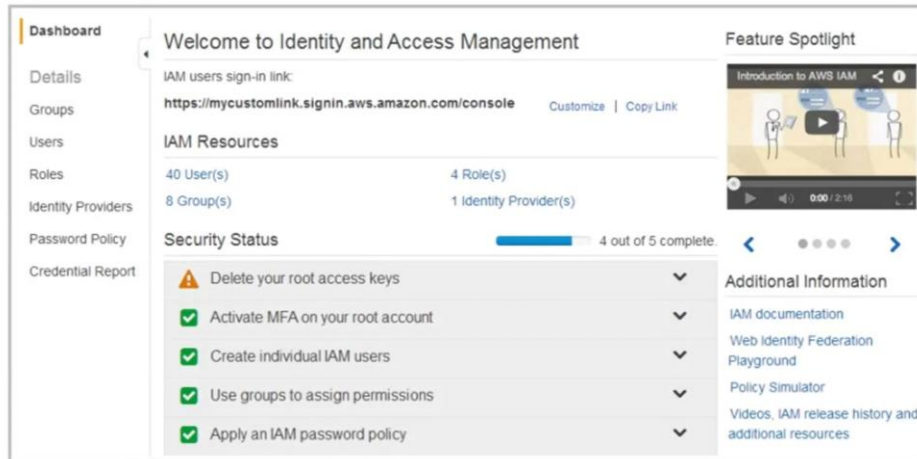 Dashboard
Details
Groups
Users
Roles
Identity Providers
Password Policy
Credential Report
Welcome to Identity and Access Management
IAM users sign-in link:
https://mycustomlink.signin.aws.amazon.com/console Customize | Copy Link
IAM Resources
40 User(s) 4 Role(s)
8 Group(s) 1 Identity Provider(s)
Security Status 4 out of 5 complete.
Delete your root access keys
Activate MFA on your root account
Create individual IAM users
Use groups to assign permissions
Apply an IAM password policy
Feature Spotlight
Introduction to AWS IAM
0:00 / 2:16
Additional Information
IAM documentation
Web Identity Federation
Playground
Policy Simulator
Videos, IAM release history and
additional resources